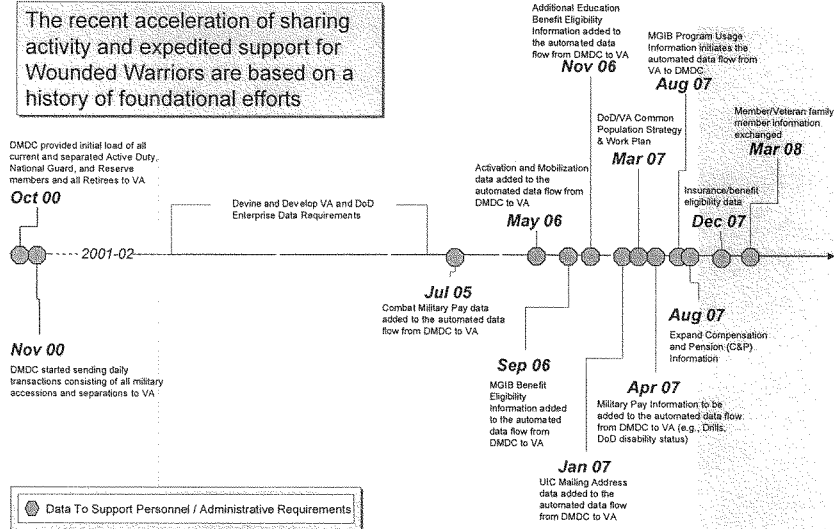 The recent acceleration of sharing
activity and expedited support for
Wounded Warriors are based on a
history of foundational efforts
DMDC provided initial load of all
current and separated Active Duty,
National Guard, and Reserve
members and all Retirees to VA
Oct 00
Nov 00
DMDC started sending daily
transactions consisting of all military
accessions and separations to VA
2001-02
Devine and Develop VA and DoD
Enterprise Data Requirements
Jul 05
Combat Military Pay data
added to the automated data
flow from DMDC to VA
Activation and Mobilization
data added to the
automated data flow from
DMDC to VA
May 06
Sep 06
MGIB Benefit
Eligibility
Information added
to the automated
data flow from
DMDC to VA
Additional Education
Benefit Eligibility
Information added to
the automated data
flow from DMDC to VA
Nov 06
Jan 07
UIC Mailing Address
data added to the
automated data flow
from DMDC to VA
DoD/VA Common
Population Strategy
& Work Plan
Mar 07
Apr 07
Military Pay Information to be
added to the automated data flow
from DMDC to VA (e.g., Drills,
DoD disability status)
MGIB Program Usage
Information initiates the
automated data flow from
VA to DMDC
Aug 07
Aug 07
Expand Compensation
and Pension (C&P)
Information
Insurance/benefit
eligibility data
Dec 07
Member/Veteran family
member information
exchanged
Mar 08
Data To Support Personnel / Administrative Requirements